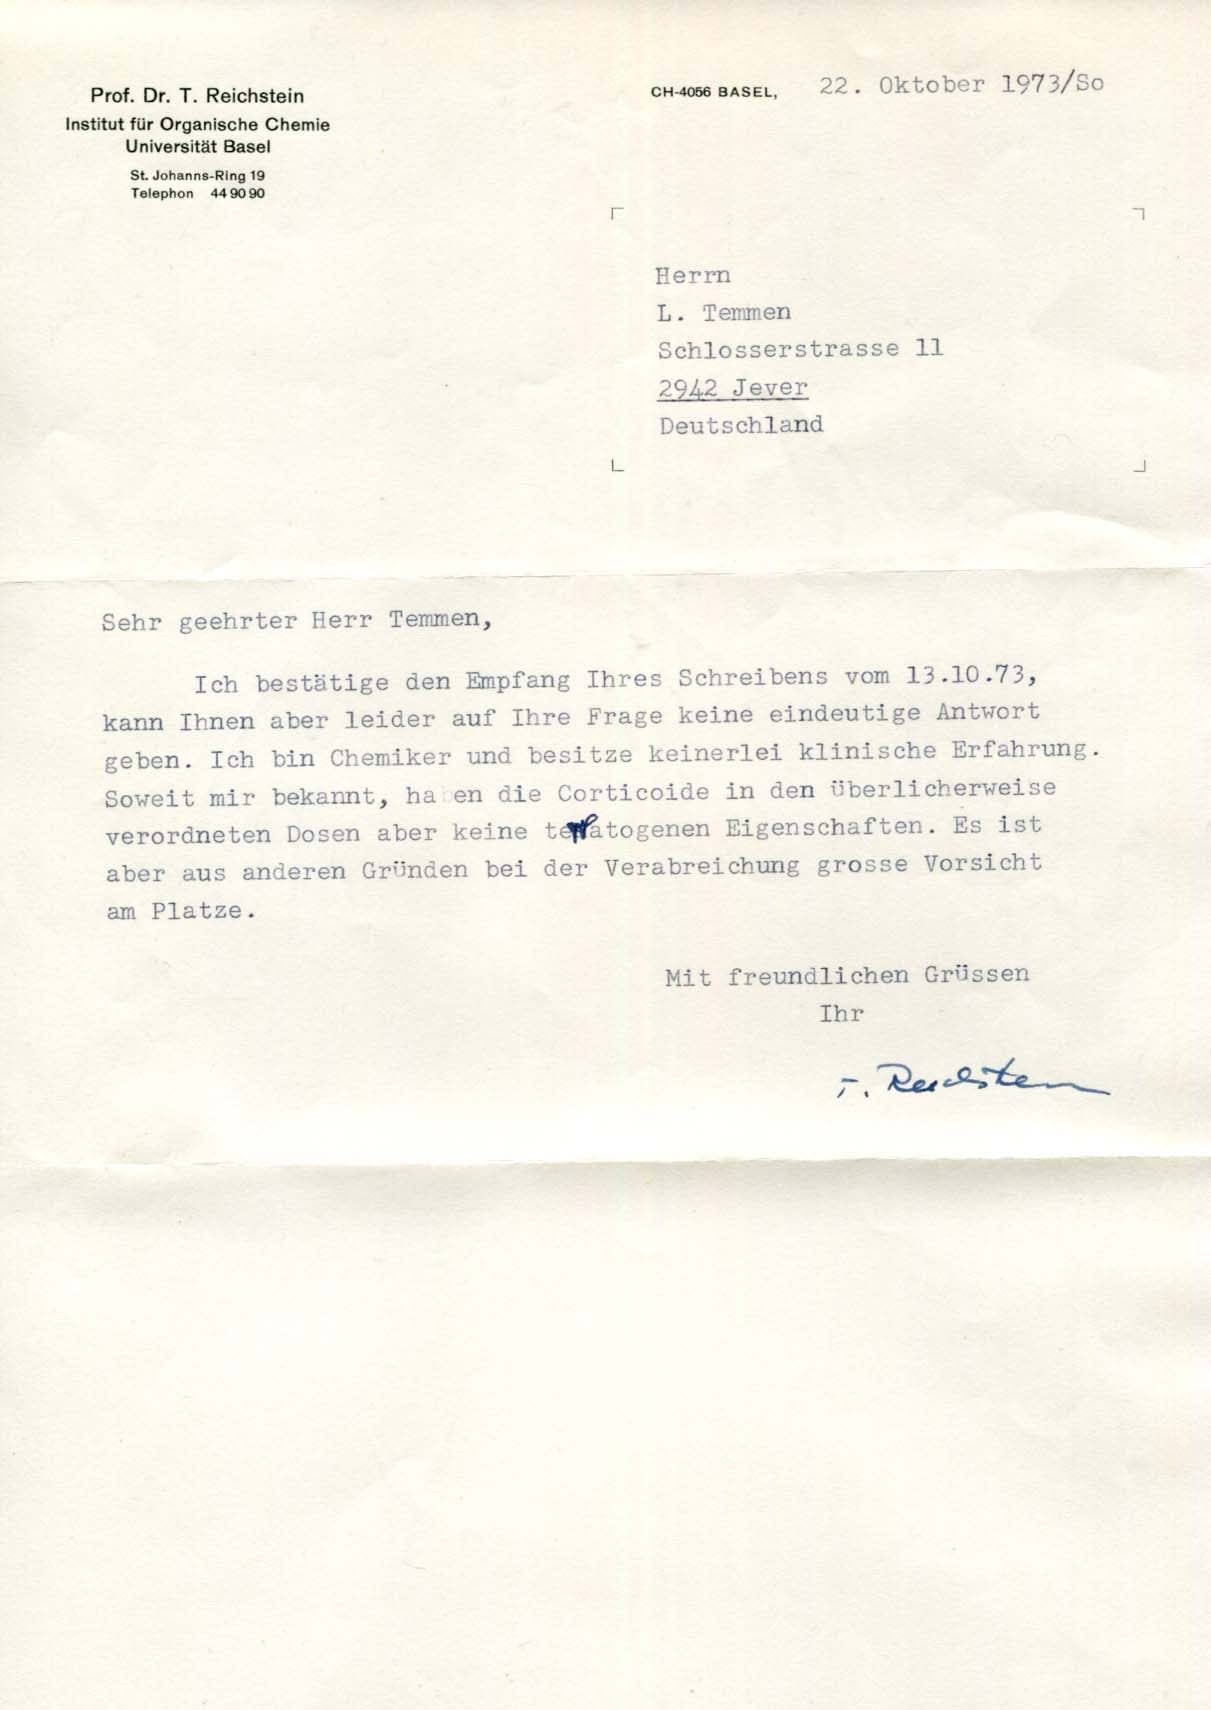 Prof. Dr. T. Reichstein
Institut für Organische Chemie
Universität Basel
St. Johanns-Ring 19
Telephon 44 90 90
CH-4056 BASEL, 22. Oktober 1973/So
Herrn
L. Temmen
Schlosserstrasse 11
2942 Jever
Deutschland
Sehr geehrter Herr Temmen,
Ich bestätige den Empfang Ihres Schreibens vom 13.10.73,
kann Ihnen aber leider auf Ihre Frage keine eindeutige Antwort
geben. Ich bin Chemiker und besitze keinerlei klinische Erfahrung.
Soweit mir bekannt, haben die Corticoide in den überlicherweise
verordneten Dosen aber keine teratogenen Eigenschaften. Es ist
aber aus anderen Gründen bei der Verabreichung grosse Vorsicht
am Platze.
Mit freundlichen Grüssen
Ihr
T. Reichstein